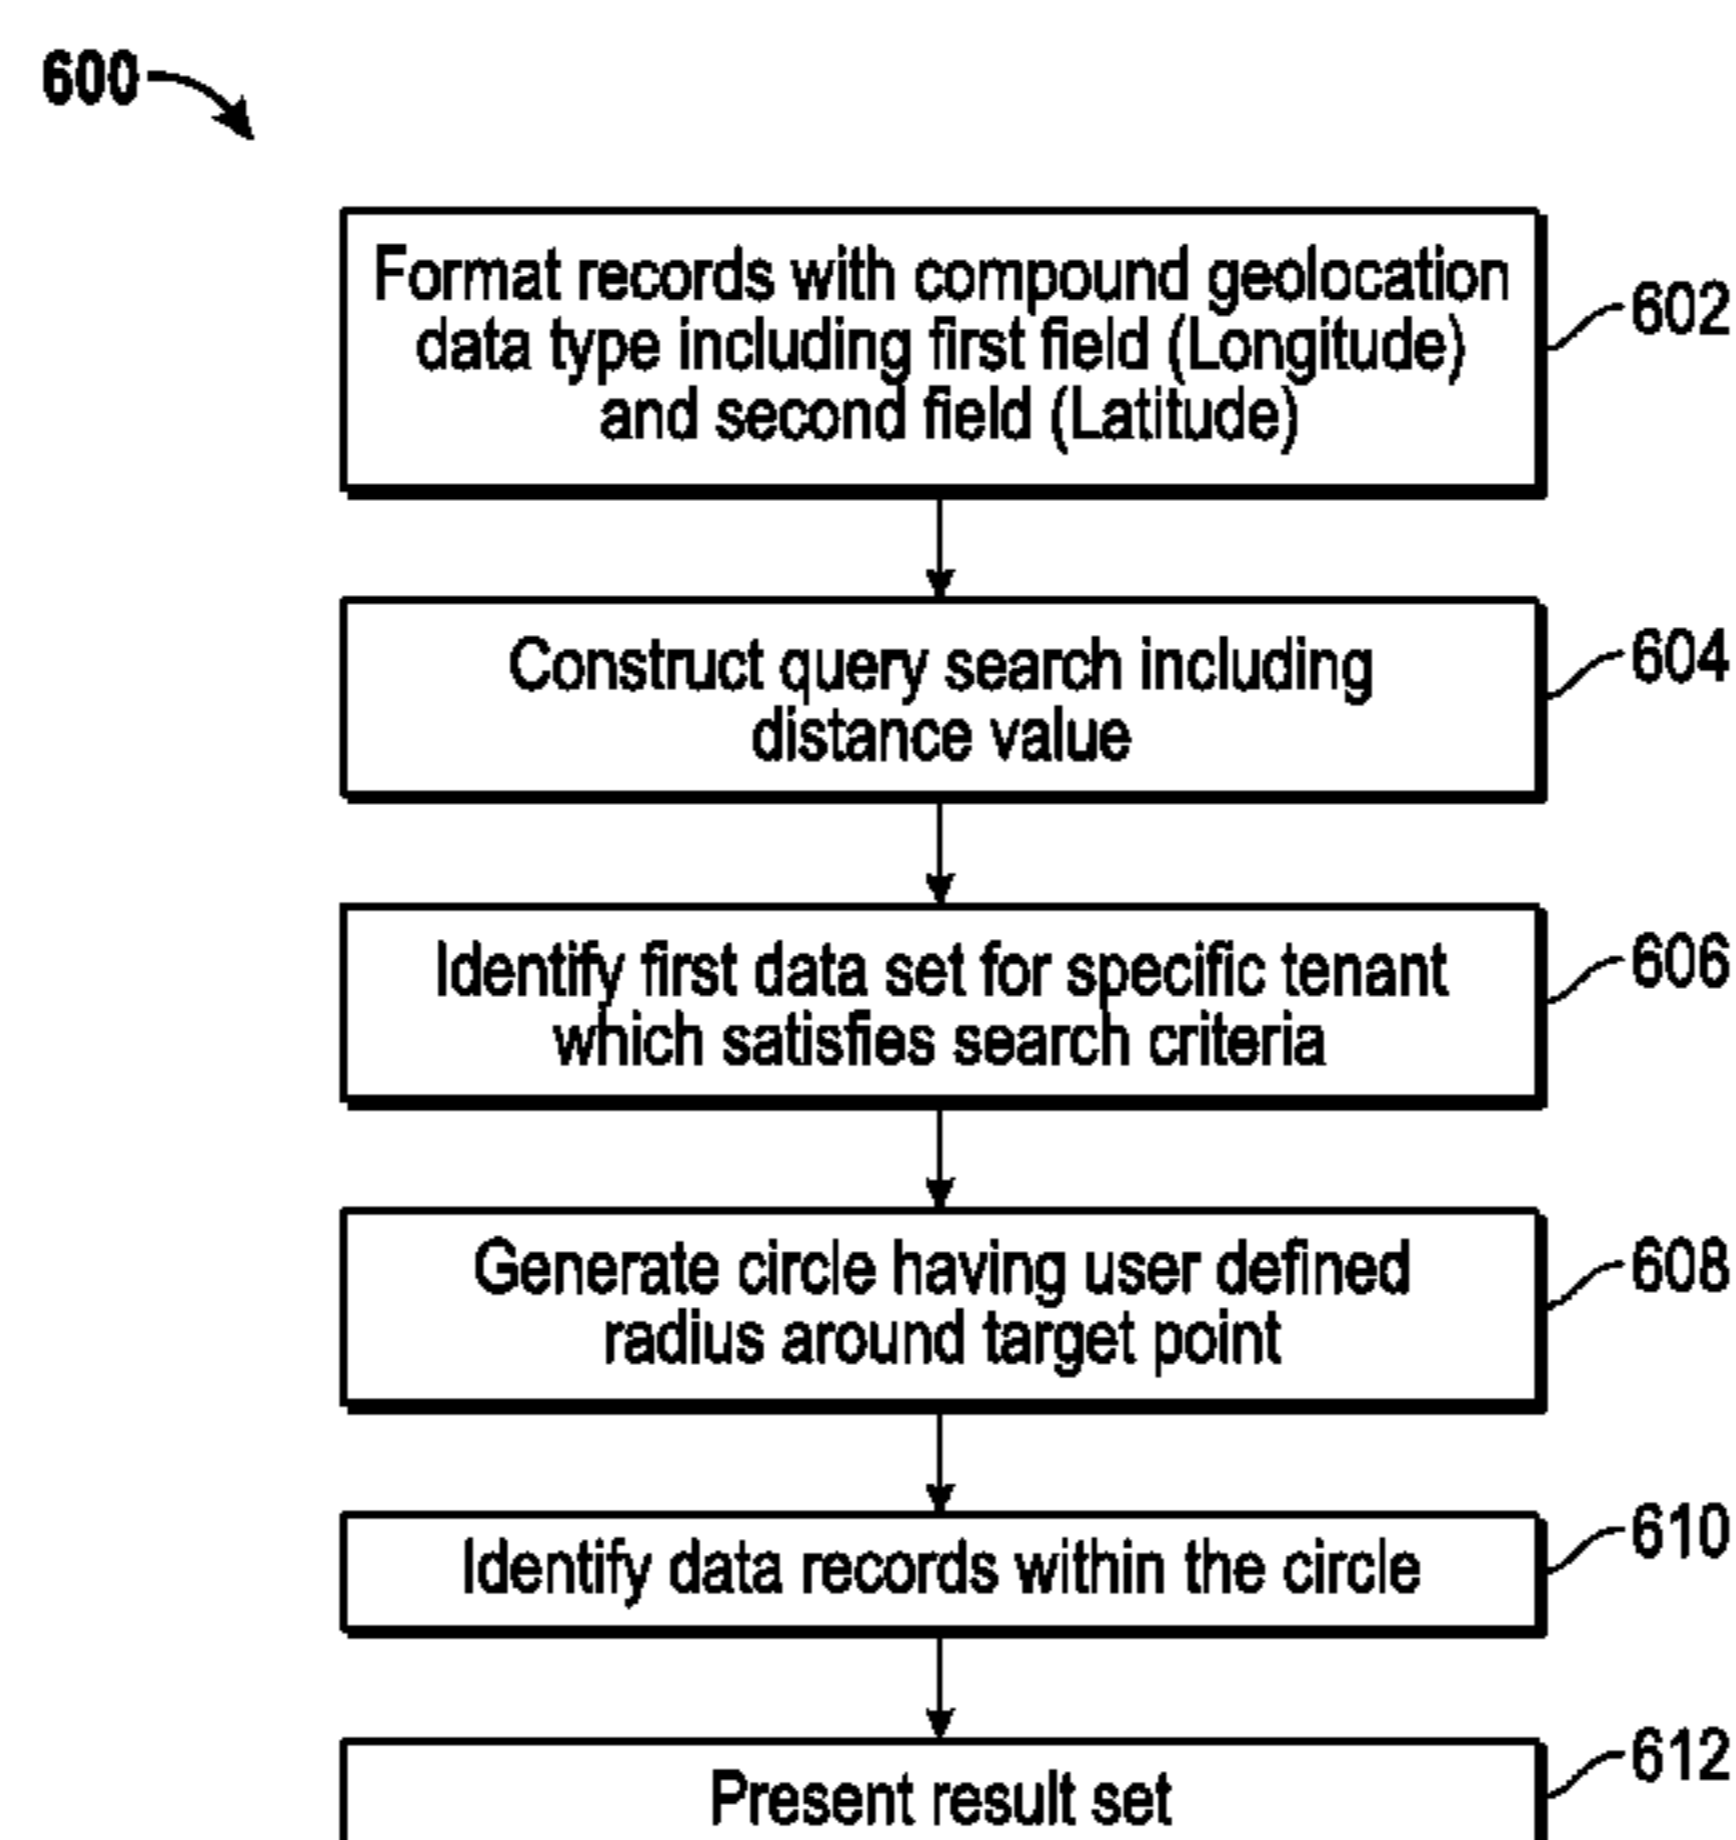 600
Format records with compound geolocation
data type including first field (Longitude)
and second field (Latitude)
602
Construct query search including
distance value
604
Identify first data set for specific tenant
which satisfies search criteria
606
Generate circle having user defined
radius around target point
608
Identify data records within the circle
610
Present result set
612